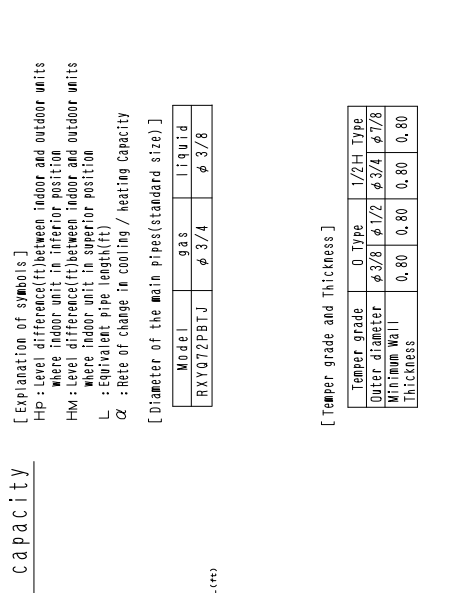 capacity
[Explanation of symbols]
Hp : Level difference(ft)between indoor and outdoor units
where indoor unit in inferior position
HM : Level difference(ft)between indoor and outdoor units
where indoor unit in superior position
L : Equivalent pipe length(ft)
α : Rete of change in cooling / heating Capacity
[Diameter of the main pipes(standard size)]
Model gas liquid
RXYQ72PBTJ φ3/4 φ3/8
(ft)
[Temper grade and Thickness]
Temper grade O Type 1/2H Type
Outer diameter φ3/8 φ1/2 φ3/4 φ7/8
Minimum Wall
Thickness 0.80 0.80 0.80 0.80